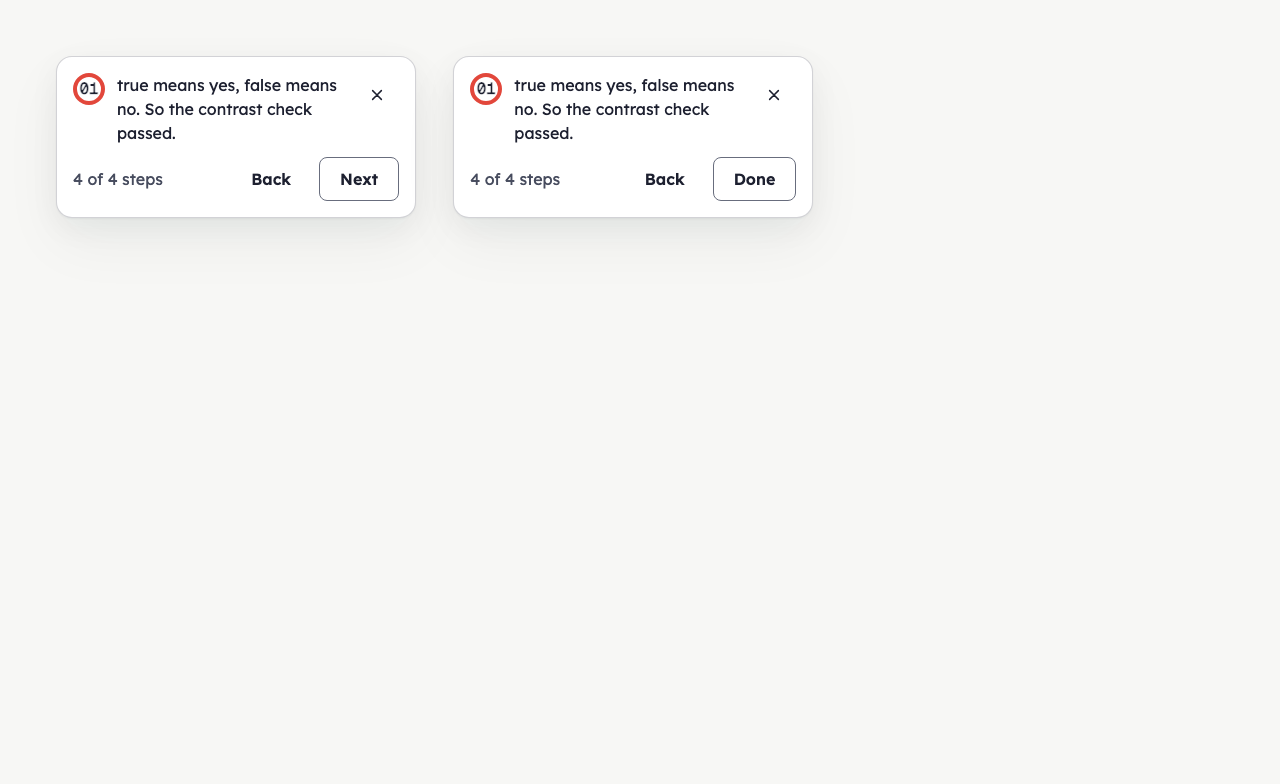 01
true means yes, false means
no. So the contrast check
passed.
4 of 4 steps
Back
Next
01
true means yes, false means
no. So the contrast check
passed.
4 of 4 steps
Back
Done